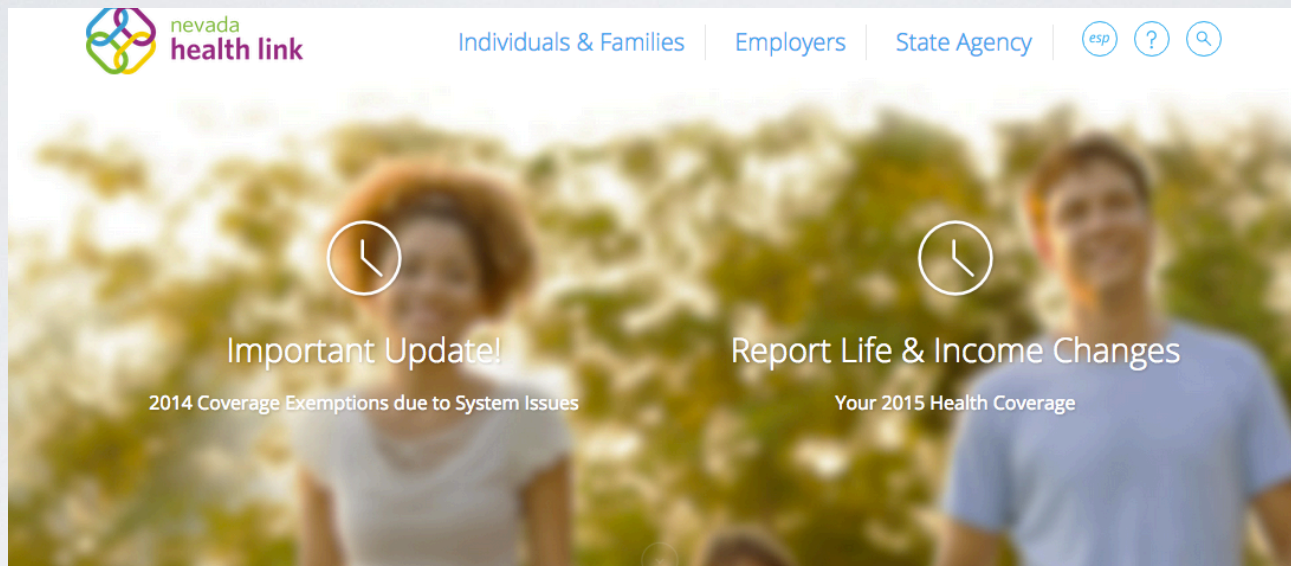 nevada
health link
Individuals & Families
Employers
State Agency
esp
?
Important Update!
2014 Coverage Exemptions due to System Issues
Report Life & Income Changes
Your 2015 Health Coverage